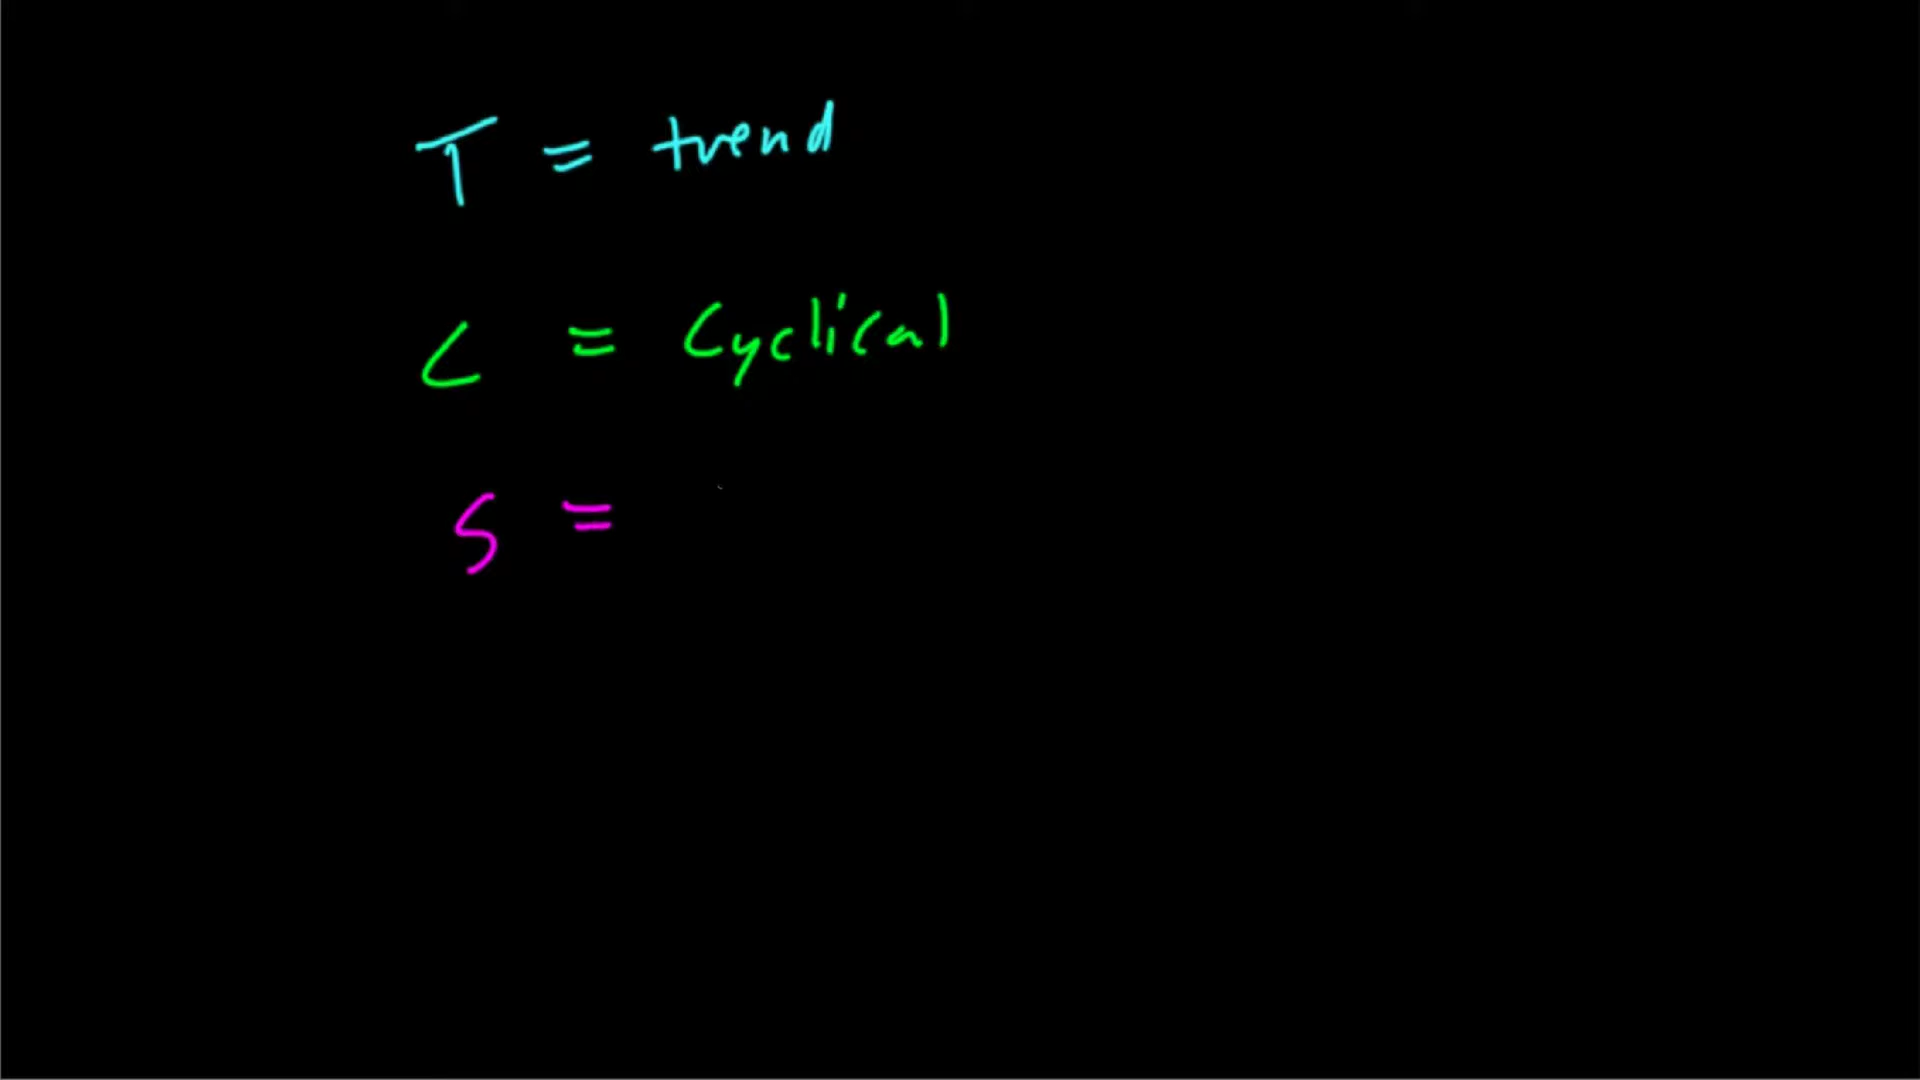 T = trend
C = Cyclical
S =